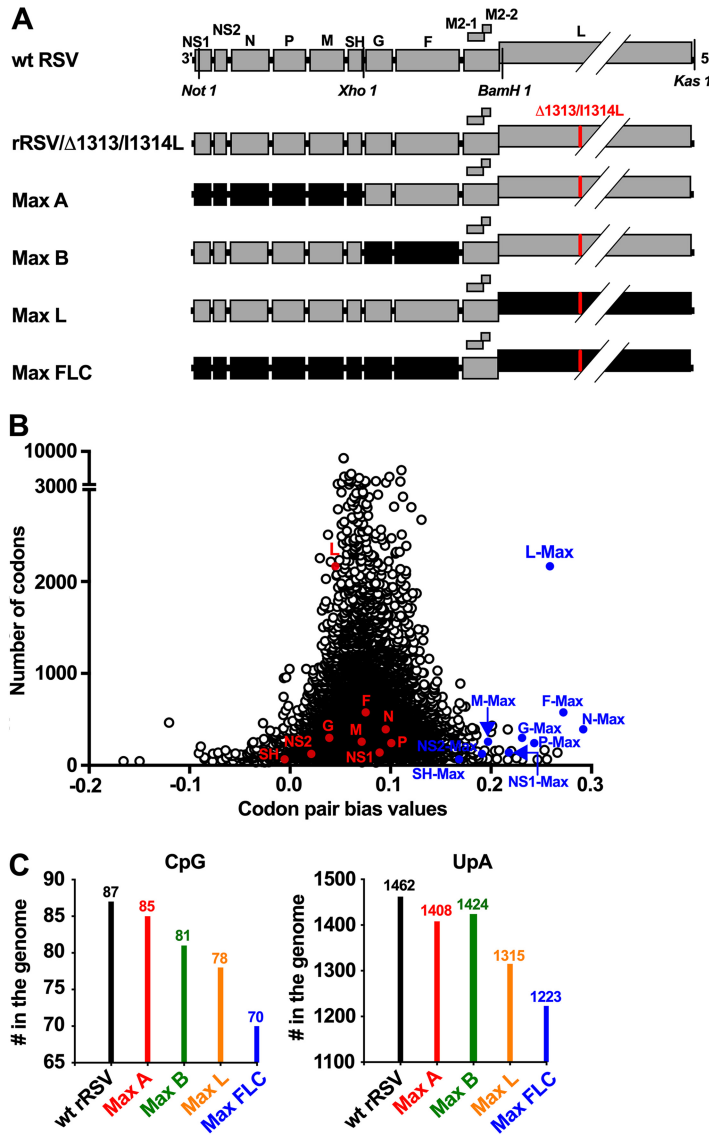 A
wt RSV
3'
NS1
NS2
N
P
M
SH
G
F
M2-1
M2-2
L
5
Not 1
Xho 1
BamH 1
Kas 1
rRSV/Δ1313/I1314L
Δ1313/I1314L
Max A
Max B
Max L
Max FLC
B
Number of codons
10000
3000
2000
1000
0
-0.2
-0.1
0.0
0.1
0.2
0.3
Codon pair bias values
L
F
N
G
M
P
NS2
NS1
SH
L-Max
M-Max
F-Max
N-Max
G-Max
P-Max
NS2-Max
SH-Max
NS1-Max
C
CpG
# in the genome
90
85
80
75
70
65
87
85
81
78
70
wt rRSV
Max A
Max B
Max L
Max FLC
UpA
# in the genome
1500
1400
1300
1200
1100
1462
1408
1424
1315
1223
wt rRSV
Max A
Max B
Max L
Max FLC